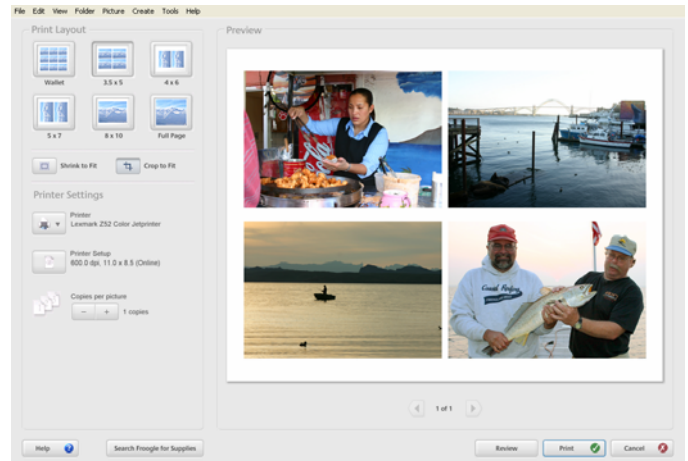 File Edit View Folder Picture Create Tools Help
Print Layout
Wallet
3.5 x 5
4 x 6
5 x 7
8 x 10
Full Page
Shrink to Fit
Crop to Fit
Printer Settings
Printer
Lexmark Z52 Color Jetprinter
Printer Setup
600.0 dpi, 11.0 x 8.5 (Online)
Copies per picture
- + 1 copies
Preview
1 of 1
Help ?
Search Froogle for Supplies
Review
Print
Cancel